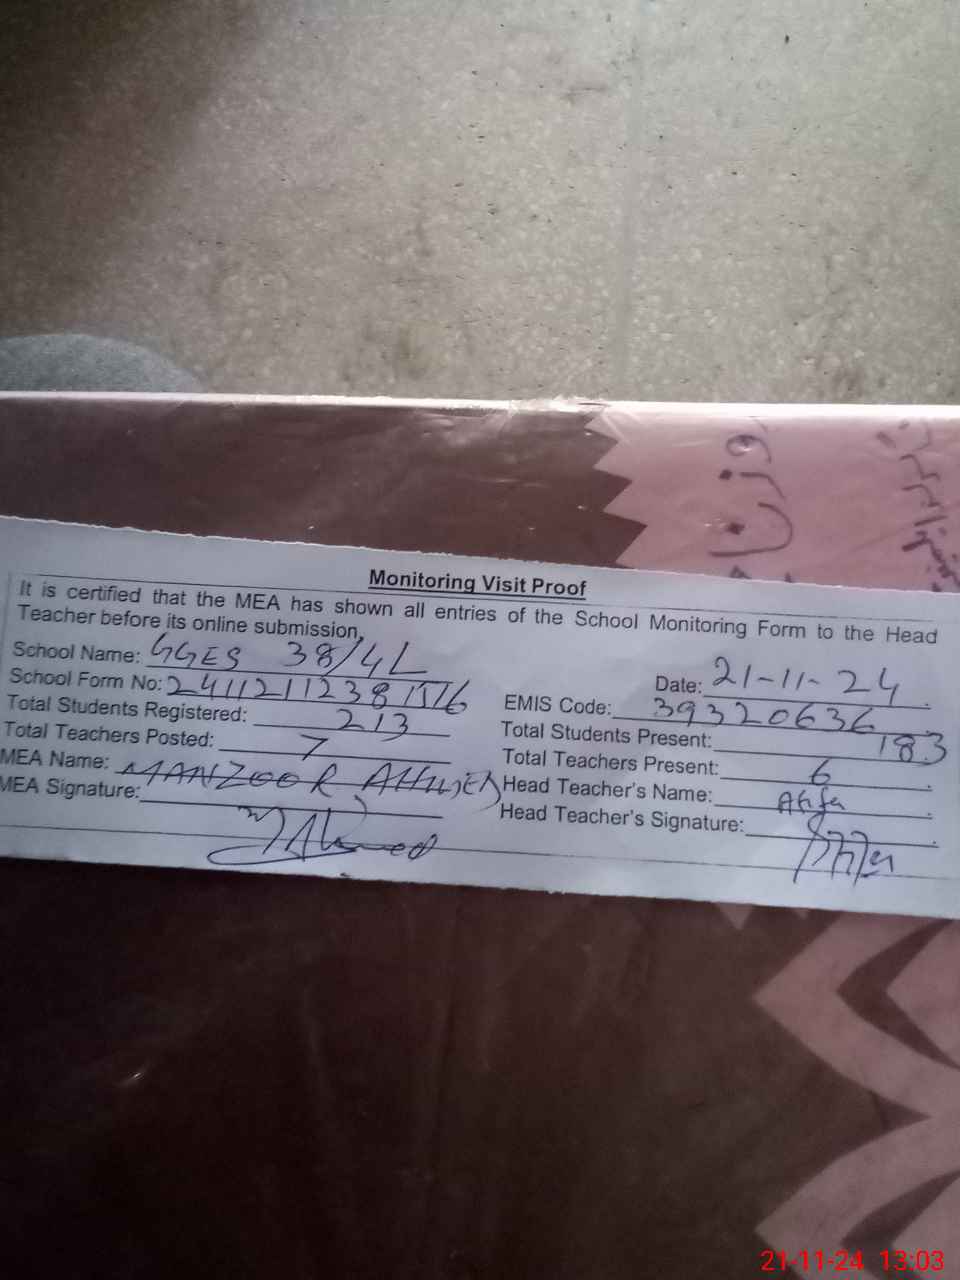 Monitoring Visit Proof
It is certified that the MEA has shown all entries of the School Monitoring Form to the Head
Teacher before its online submission,
School Name: GGES 38/4L
Date: 21-11-24
School Form No:
EMIS Code: 39320636
Total Students Registered: 213
Total Students Present: 183
Total Teachers Posted: 7
Total Teachers Present: 6
MEA Name: MANZOOR AHMED
Head Teacher's Name: Atifa
MEA Signature:
Head Teacher's Signature:
21-11-24 13:03